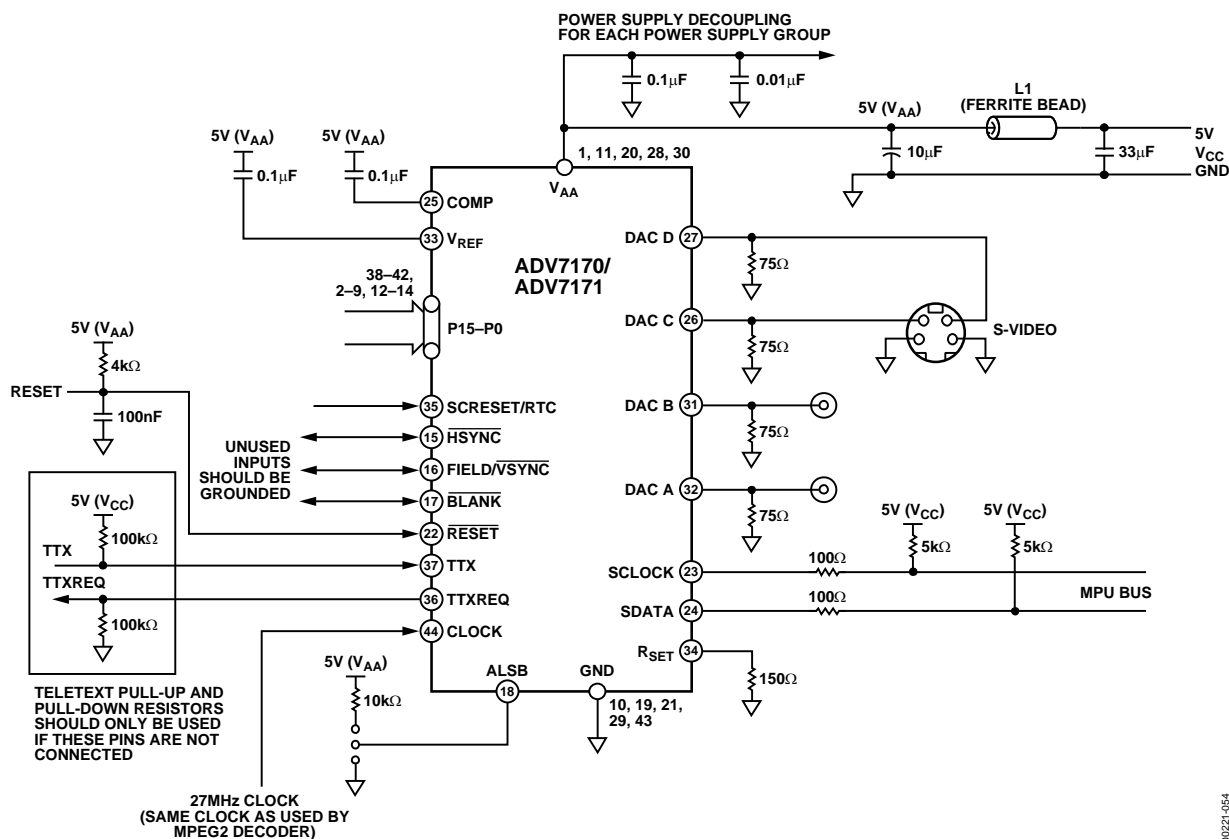 POWER SUPPLY DECOUPLING
FOR EACH POWER SUPPLY GROUP
0.1µF
0.01µF
L1
(FERRITE BEAD)
5V (VAA)
5V (VAA)
5V (VAA)
5V
VCC
GND
10µF
33µF
0.1µF
0.1µF
1, 11, 20, 28, 30
VAA
25 COMP
33 VREF
ADV7170/
ADV7171
DAC D 27
75Ω
38–42,
2–9, 12–14
P15–P0
DAC C 26
75Ω
S-VIDEO
5V (VAA)
4kΩ
RESET
100nF
35 SCRESET/RTC
DAC B 31
75Ω
15 HSYNC
UNUSED
INPUTS
SHOULD BE
GROUNDED
16 FIELD/VSYNC
17 BLANK
DAC A 32
75Ω
22 RESET
5V (VCC)
100kΩ
TTX
37 TTX
TTXREQ
36 TTXREQ
100kΩ
44 CLOCK
5V (VCC)
5V (VCC)
5kΩ
5kΩ
SCLOCK 23
100Ω
MPU BUS
SDATA 24
100Ω
RSET 34
150Ω
5V (VAA)
10kΩ
ALSB
18
GND
10, 19, 21,
29, 43
TELETEXT PULL-UP AND
PULL-DOWN RESISTORS
SHOULD ONLY BE USED
IF THESE PINS ARE NOT
CONNECTED
27MHz CLOCK
(SAME CLOCK AS USED BY
MPEG2 DECODER)
00221-054